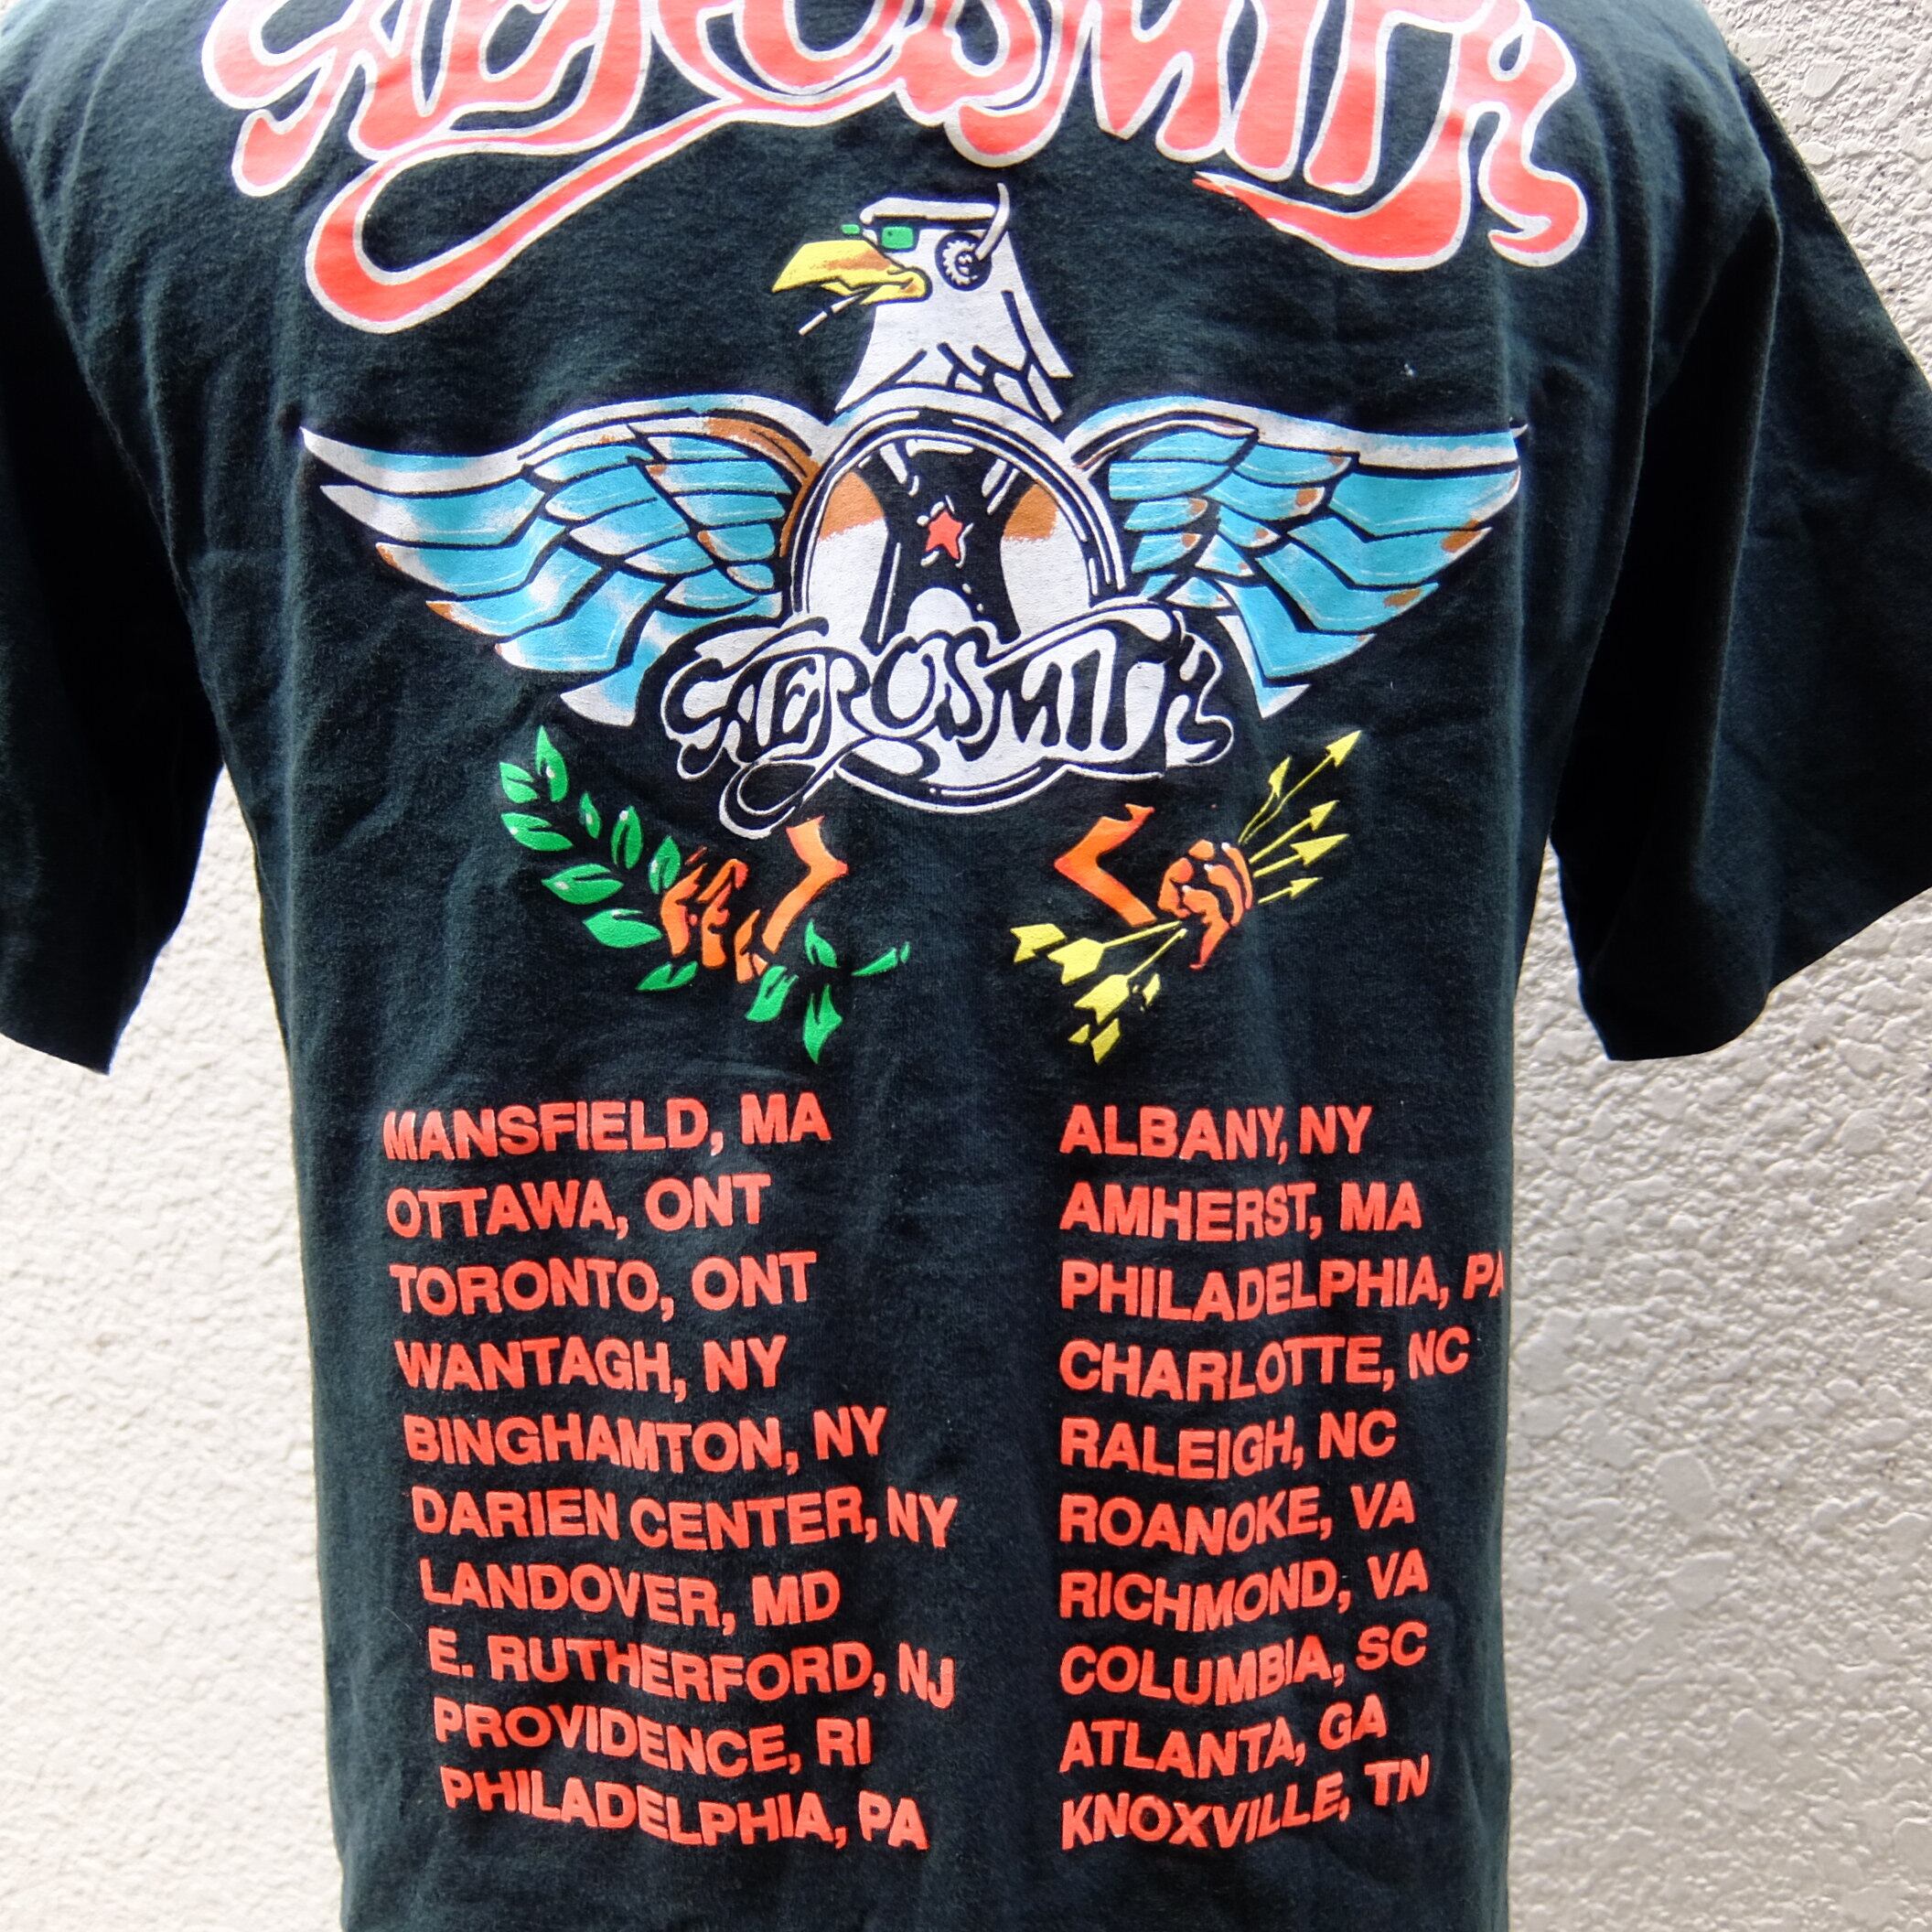 AEROSMITH
AEROSMITH
MANSFIELD, MA
OTTAWA, ONT
TORONTO, ONT
WANTAGH, NY
BINGHAMTON, NY
DARIEN CENTER, NY
LANDOVER, MD
E. RUTHERFORD, NJ
PROVIDENCE, RI
PHILADELPHIA, PA
ALBANY, NY
AMHERST, MA
PHILADELPHIA, PA
CHARLOTTE, NC
RALEIGH, NC
ROANOKE, VA
RICHMOND, VA
COLUMBIA, SC
ATLANTA, GA
KNOXVILLE, TN